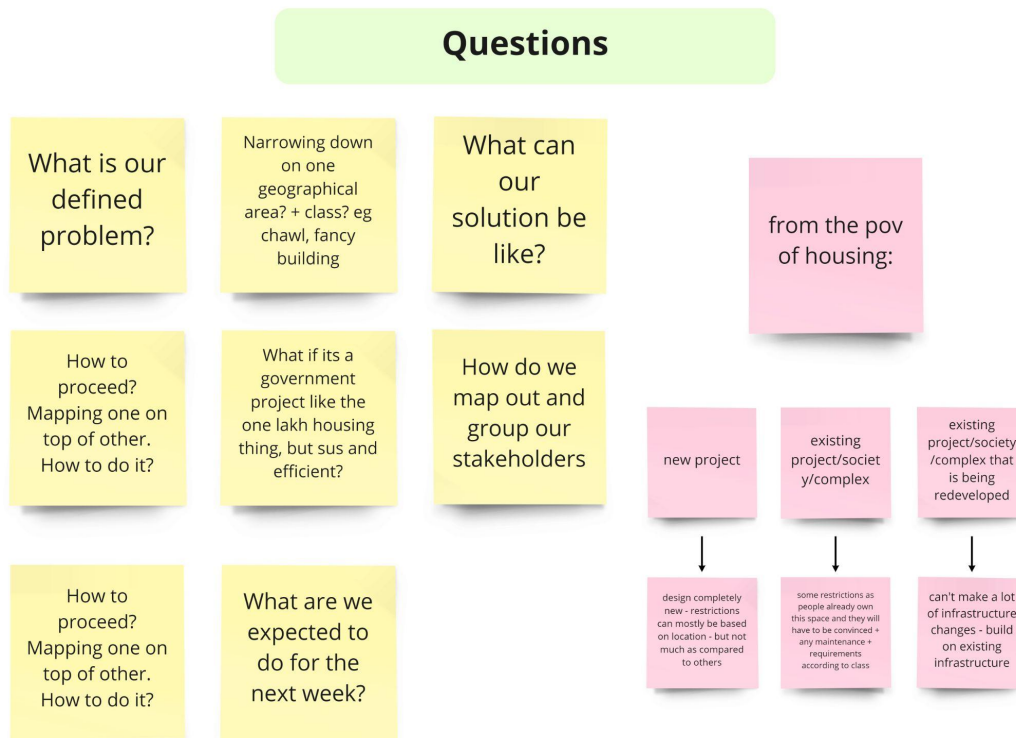 Questions
What is our
defined
problem?
Narrowing down
on one
geographical
area? + class? eg
chawl, fancy
building
What can
our
solution be
like?
How to
proceed?
Mapping one on
top of other.
How to do it?
What if its a
government
project like the
one lakh housing
thing, but sus and
efficient?
How do we
map out and
group our
stakeholders
How to
proceed?
Mapping one on
top of other.
How to do it?
What are we
expected to
do for the
next week?
from the pov
of housing:
new project
existing
project/societ
y/complex
existing
project/society
/complex that
is being
redeveloped
design completely
new - restrictions
can mostly be based
on location - but not
much as compared
to others
some restrictions as
people already own
this space and they will
have to be convinced +
any maintenance +
requirements
according to class
can't make a lot
of infrastructure
changes - build
on existing
infrastructure